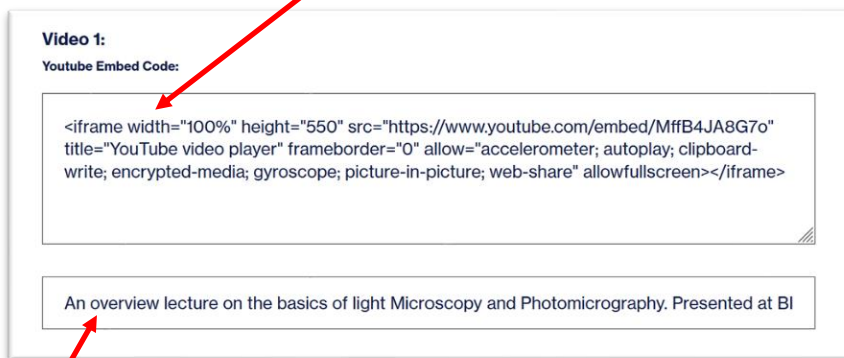 Video 1:
Youtube Embed Code:
<iframe width="100%" height="550" src="https://www.youtube.com/embed/MffB4JA8G7o"
title="YouTube video player" frameborder="0" allow="accelerometer; autoplay; clipboard-
write; encrypted-media; gyroscope; picture-in-picture; web-share" allowfullscreen></iframe>
An overview lecture on the basics of light Microscopy and Photomicrography. Presented at BI